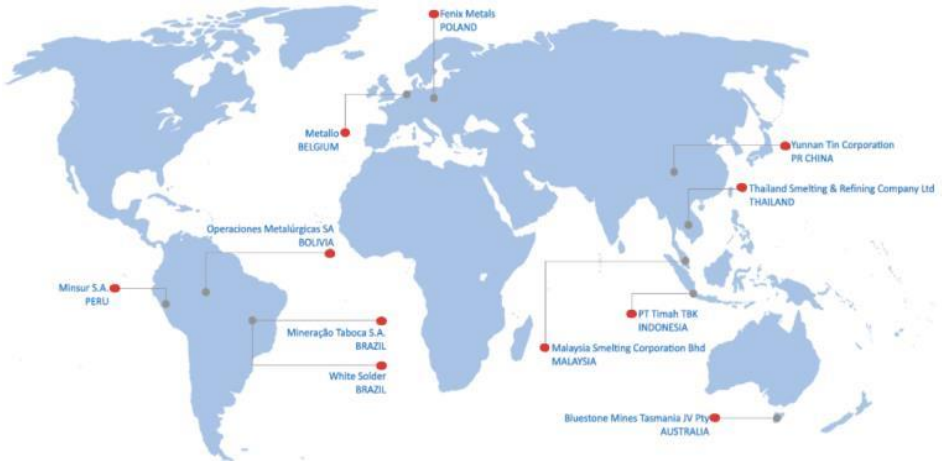 Fenix Metals
POLAND
Metallo
BELGIUM
Yunnan Tin Corporation
PR CHINA
Thailand Smelting & Refining Company Ltd
THAILAND
Operaciones Metalúrgicas SA
BOLIVIA
Minsur S.A.
PERU
PT Timah TBK
INDONESIA
Mineração Taboca S.A.
BRAZIL
Malaysia Smelting Corporation Bhd
MALAYSIA
White Solder
BRAZIL
Bluestone Mines Tasmania JV Pty
AUSTRALIA